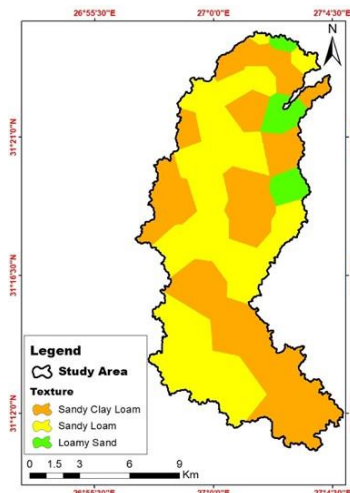 26°55'30"E 27°0'0"E 27°4'30"E
N
31°21'0"N
31°16'30"N
31°12'0"N
Legend
Study Area
Texture
Sandy Clay Loam
Sandy Loam
Loamy Sand
0 1.5 3 6 9
Km
26°55'30"E 27°0'0"E 27°4'30"E